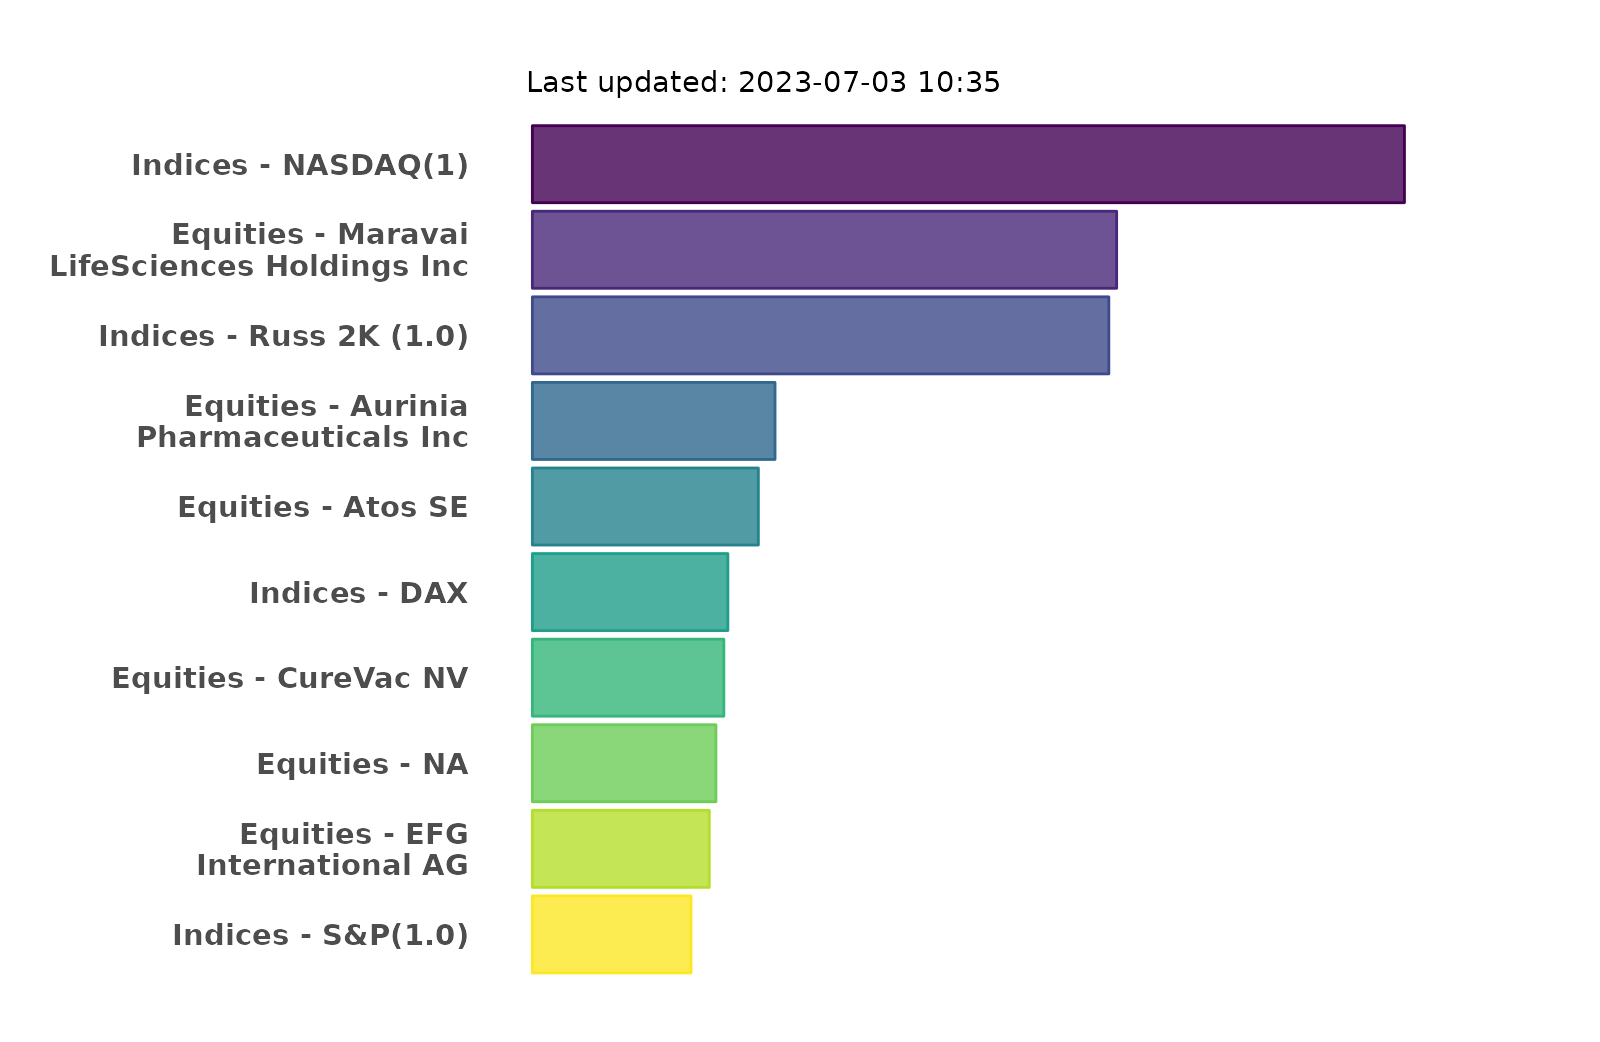 Last updated: 2023-07-03 10:35
Indices - NASDAQ(1)
Equities - Maravai
LifeSciences Holdings Inc
Indices - Russ 2K (1.0)
Equities - Aurinia
Pharmaceuticals Inc
Equities - Atos SE
Indices - DAX
Equities - CureVac NV
Equities - NA
Equities - EFG
International AG
Indices - S&P(1.0)